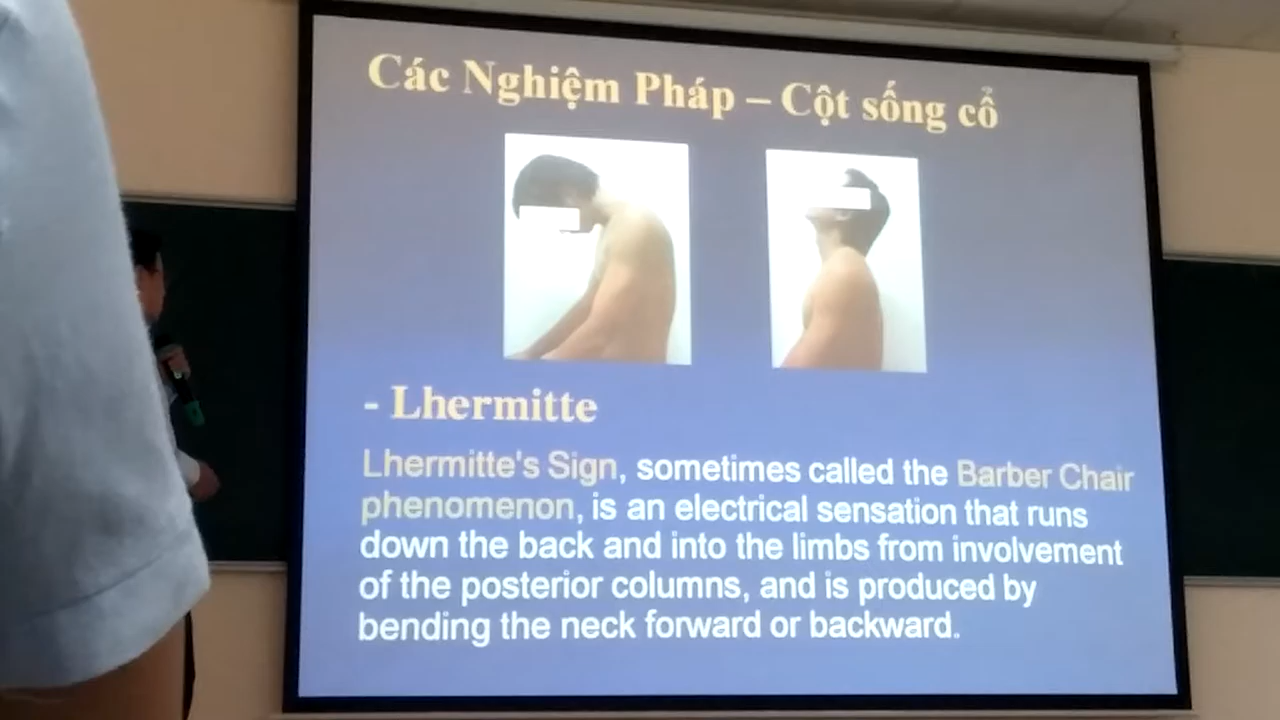 Các Nghiệm Pháp – Cột sống cổ
- Lhermitte
Lhermitte's Sign, sometimes called the Barber Chair
phenomenon, is an electrical sensation that runs
down the back and into the limbs from involvement
of the posterior columns, and is produced by
bending the neck forward or backward.